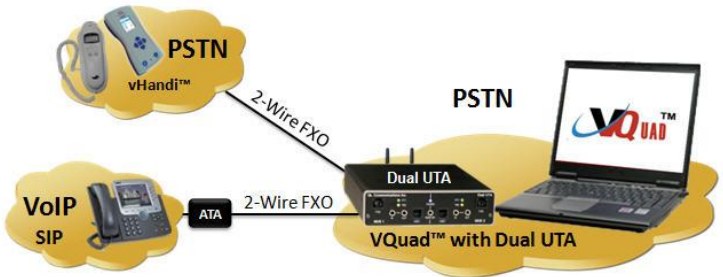 PSTN
vHandi™
2-Wire FXO
PSTN
VQUAD™
Dual UTA
VoIP
SIP
ATA
2-Wire FXO
VQuad™ with Dual UTA